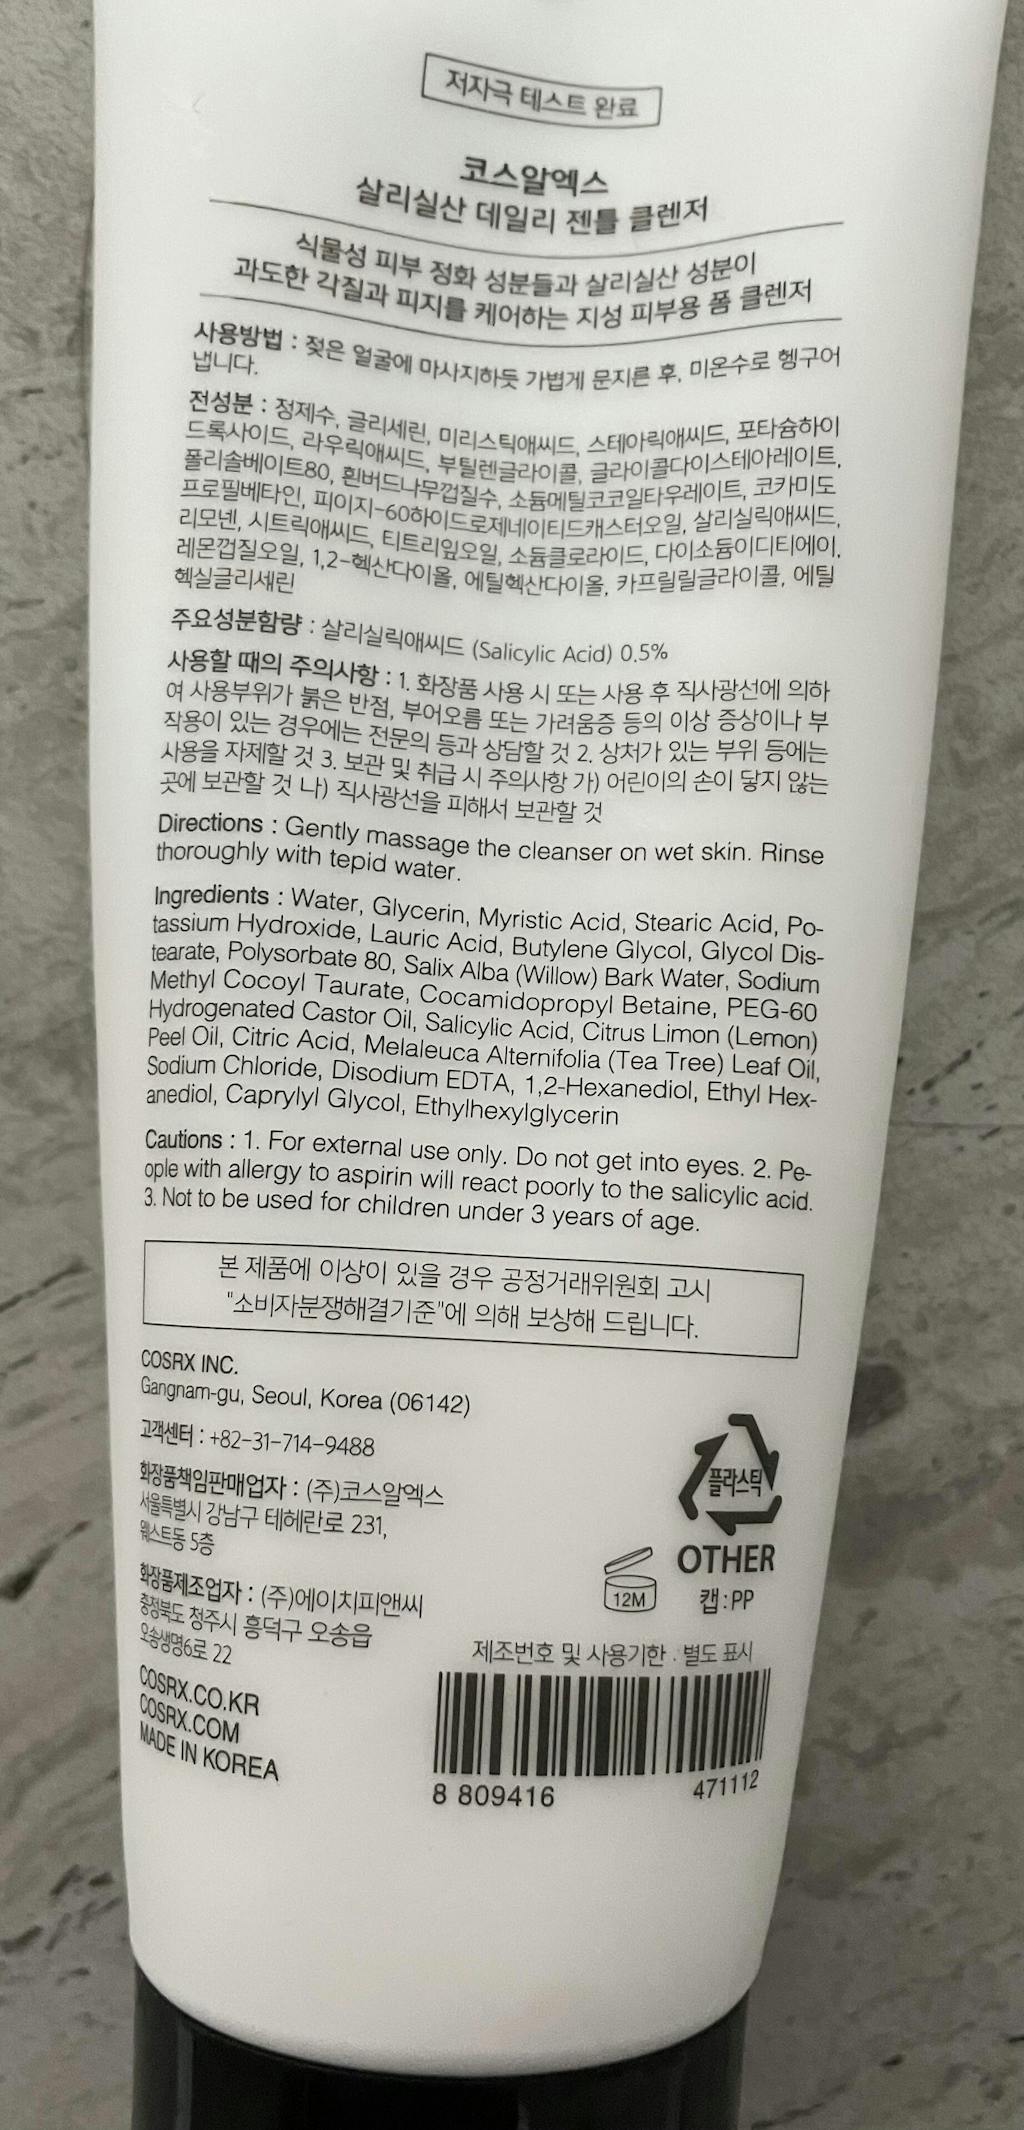 저자극 테스트 완료
코스알엑스
살리실산 데일리 젠틀 클렌저
식물성 피부 정화 성분들과 살리실산 성분이
과도한 각질과 피지를 케어하는 지성 피부용 폼 클렌저
사용방법 : 젖은 얼굴에 마사지하듯 가볍게 문지른 후, 미온수로 헹구어
냅니다.
전성분 : 정제수, 글리세린, 미리스틱애씨드, 스테아릭애씨드, 포타슘하이
드록사이드, 라우릭애씨드, 부틸렌글라이콜, 글라이콜다이스테아레이트,
폴리솔베이트80, 흰버드나무껍질수, 소듐메틸코코일타우레이트, 코카미도
프로필베타인, 피이지-60하이드로제네이티드캐스터오일, 살리실릭애씨드,
리모넨, 시트릭애씨드, 티트리잎오일, 소듐클로라이드, 다이소듐이디티에이,
레몬껍질오일, 1,2-헥산다이올, 에틸헥산다이올, 카프릴릴글라이콜, 에틸
헥실글리세린
주요성분함량 : 살리실릭애씨드 (Salicylic Acid) 0.5%
사용할 때의 주의사항 : 1. 화장품 사용 시 또는 사용 후 직사광선에 의하
여 사용부위가 붉은 반점, 부어오름 또는 가려움증 등의 이상 증상이나 부
작용이 있는 경우에는 전문의 등과 상담할 것 2. 상처가 있는 부위 등에는
사용을 자제할 것 3. 보관 및 취급 시 주의사항 가) 어린이의 손이 닿지 않는
곳에 보관할 것 나) 직사광선을 피해서 보관할 것
Directions : Gently massage the cleanser on wet skin. Rinse
thoroughly with tepid water.
Ingredients : Water, Glycerin, Myristic Acid, Stearic Acid, Po-
tassium Hydroxide, Lauric Acid, Butylene Glycol, Glycol Dis-
tearate, Polysorbate 80, Salix Alba (Willow) Bark Water, Sodium
Methyl Cocoyl Taurate, Cocamidopropyl Betaine, PEG-60
Hydrogenated Castor Oil, Salicylic Acid, Citrus Limon (Lemon)
Peel Oil, Citric Acid, Melaleuca Alternifolia (Tea Tree) Leaf Oil,
Sodium Chloride, Disodium EDTA, 1,2-Hexanediol, Ethyl Hex-
anediol, Caprylyl Glycol, Ethylhexylglycerin
Cautions : 1. For external use only. Do not get into eyes. 2. Pe-
ople with allergy to aspirin will react poorly to the salicylic acid.
3. Not to be used for children under 3 years of age.
본 제품에 이상이 있을 경우 공정거래위원회 고시
"소비자분쟁해결기준"에 의해 보상해 드립니다.
COSRX INC.
Gangnam-gu, Seoul, Korea (06142)
고객센터 : +82-31-714-9488
화장품책임판매업자 : (주)코스알엑스
서울특별시 강남구 테헤란로 231,
웨스트동 5층
화장품제조업자 : (주)에이치피앤씨
충청북도 청주시 흥덕구 오송읍
오송생명6로 22
COSRX.CO.KR
COSRX.COM
MADE IN KOREA
플라스틱
OTHER
캡:PP
12M
제조번호 및 사용기한 : 별도 표시
8 809416 471112